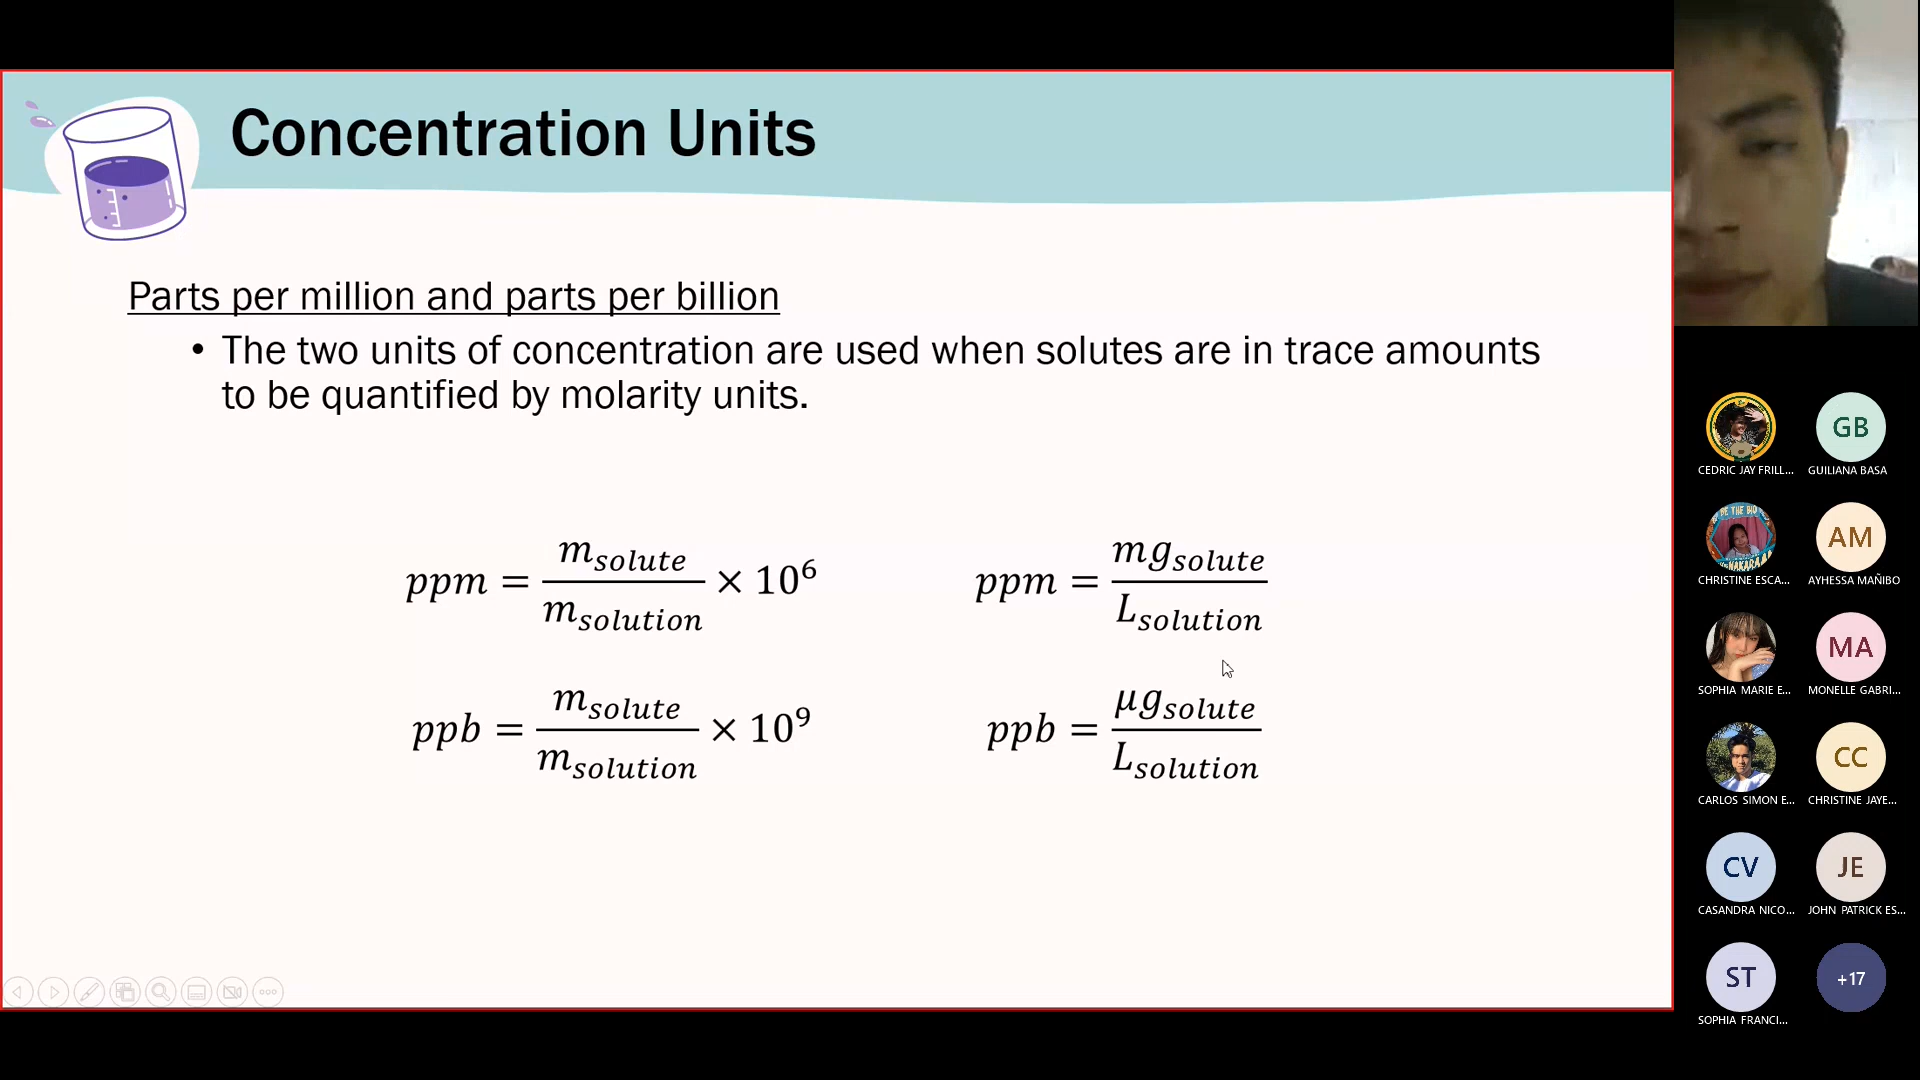 Concentration Units
Parts per million and parts per billion
• The two units of concentration are used when solutes are in trace amounts
to be quantified by molarity units.
ppm = m_solute / m_solution × 10^6
ppm = mg_solute / L_solution
ppb = m_solute / m_solution × 10^9
ppb = μg_solute / L_solution
CEDRIC JAY FRILL...
GB
GUILIANA BASA
CHRISTINE ESCA...
AM
AYHESSA MAÑIBO
SOPHIA MARIE E...
MA
MONELLE GABRI...
CARLOS SIMON E...
CC
CHRISTINE JAYE...
CV
CASANDRA NICO...
JE
JOHN PATRICK ES...
ST
SOPHIA FRANCI...
+17